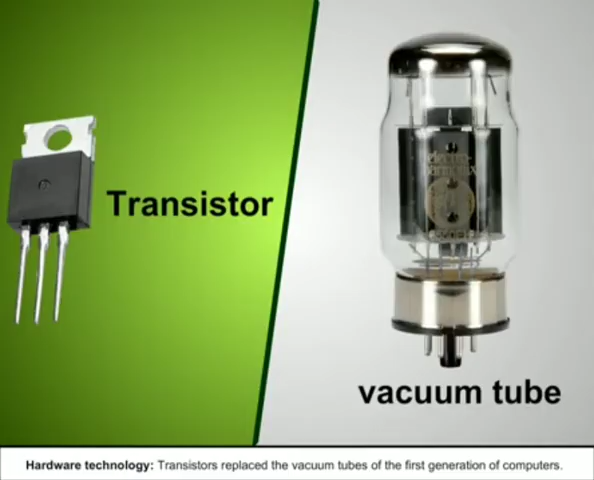 Transistor
vacuum tube
Hardware technology: Transistors replaced the vacuum tubes of the first generation of computers.